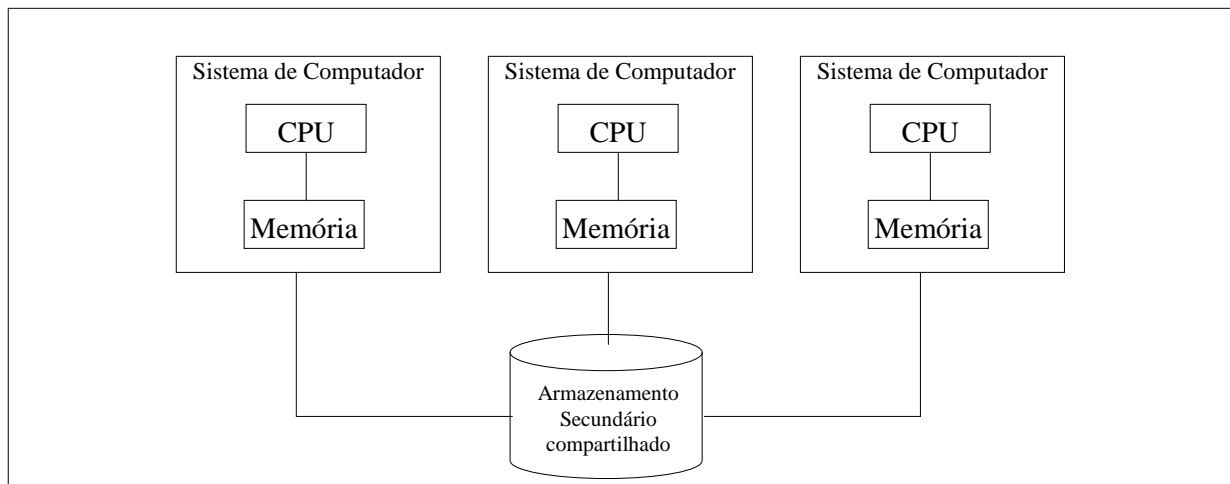 Sistema de Computador
CPU
Memória
Sistema de Computador
CPU
Memória
Sistema de Computador
CPU
Memória
Armazenamento
Secundário
compartilhado